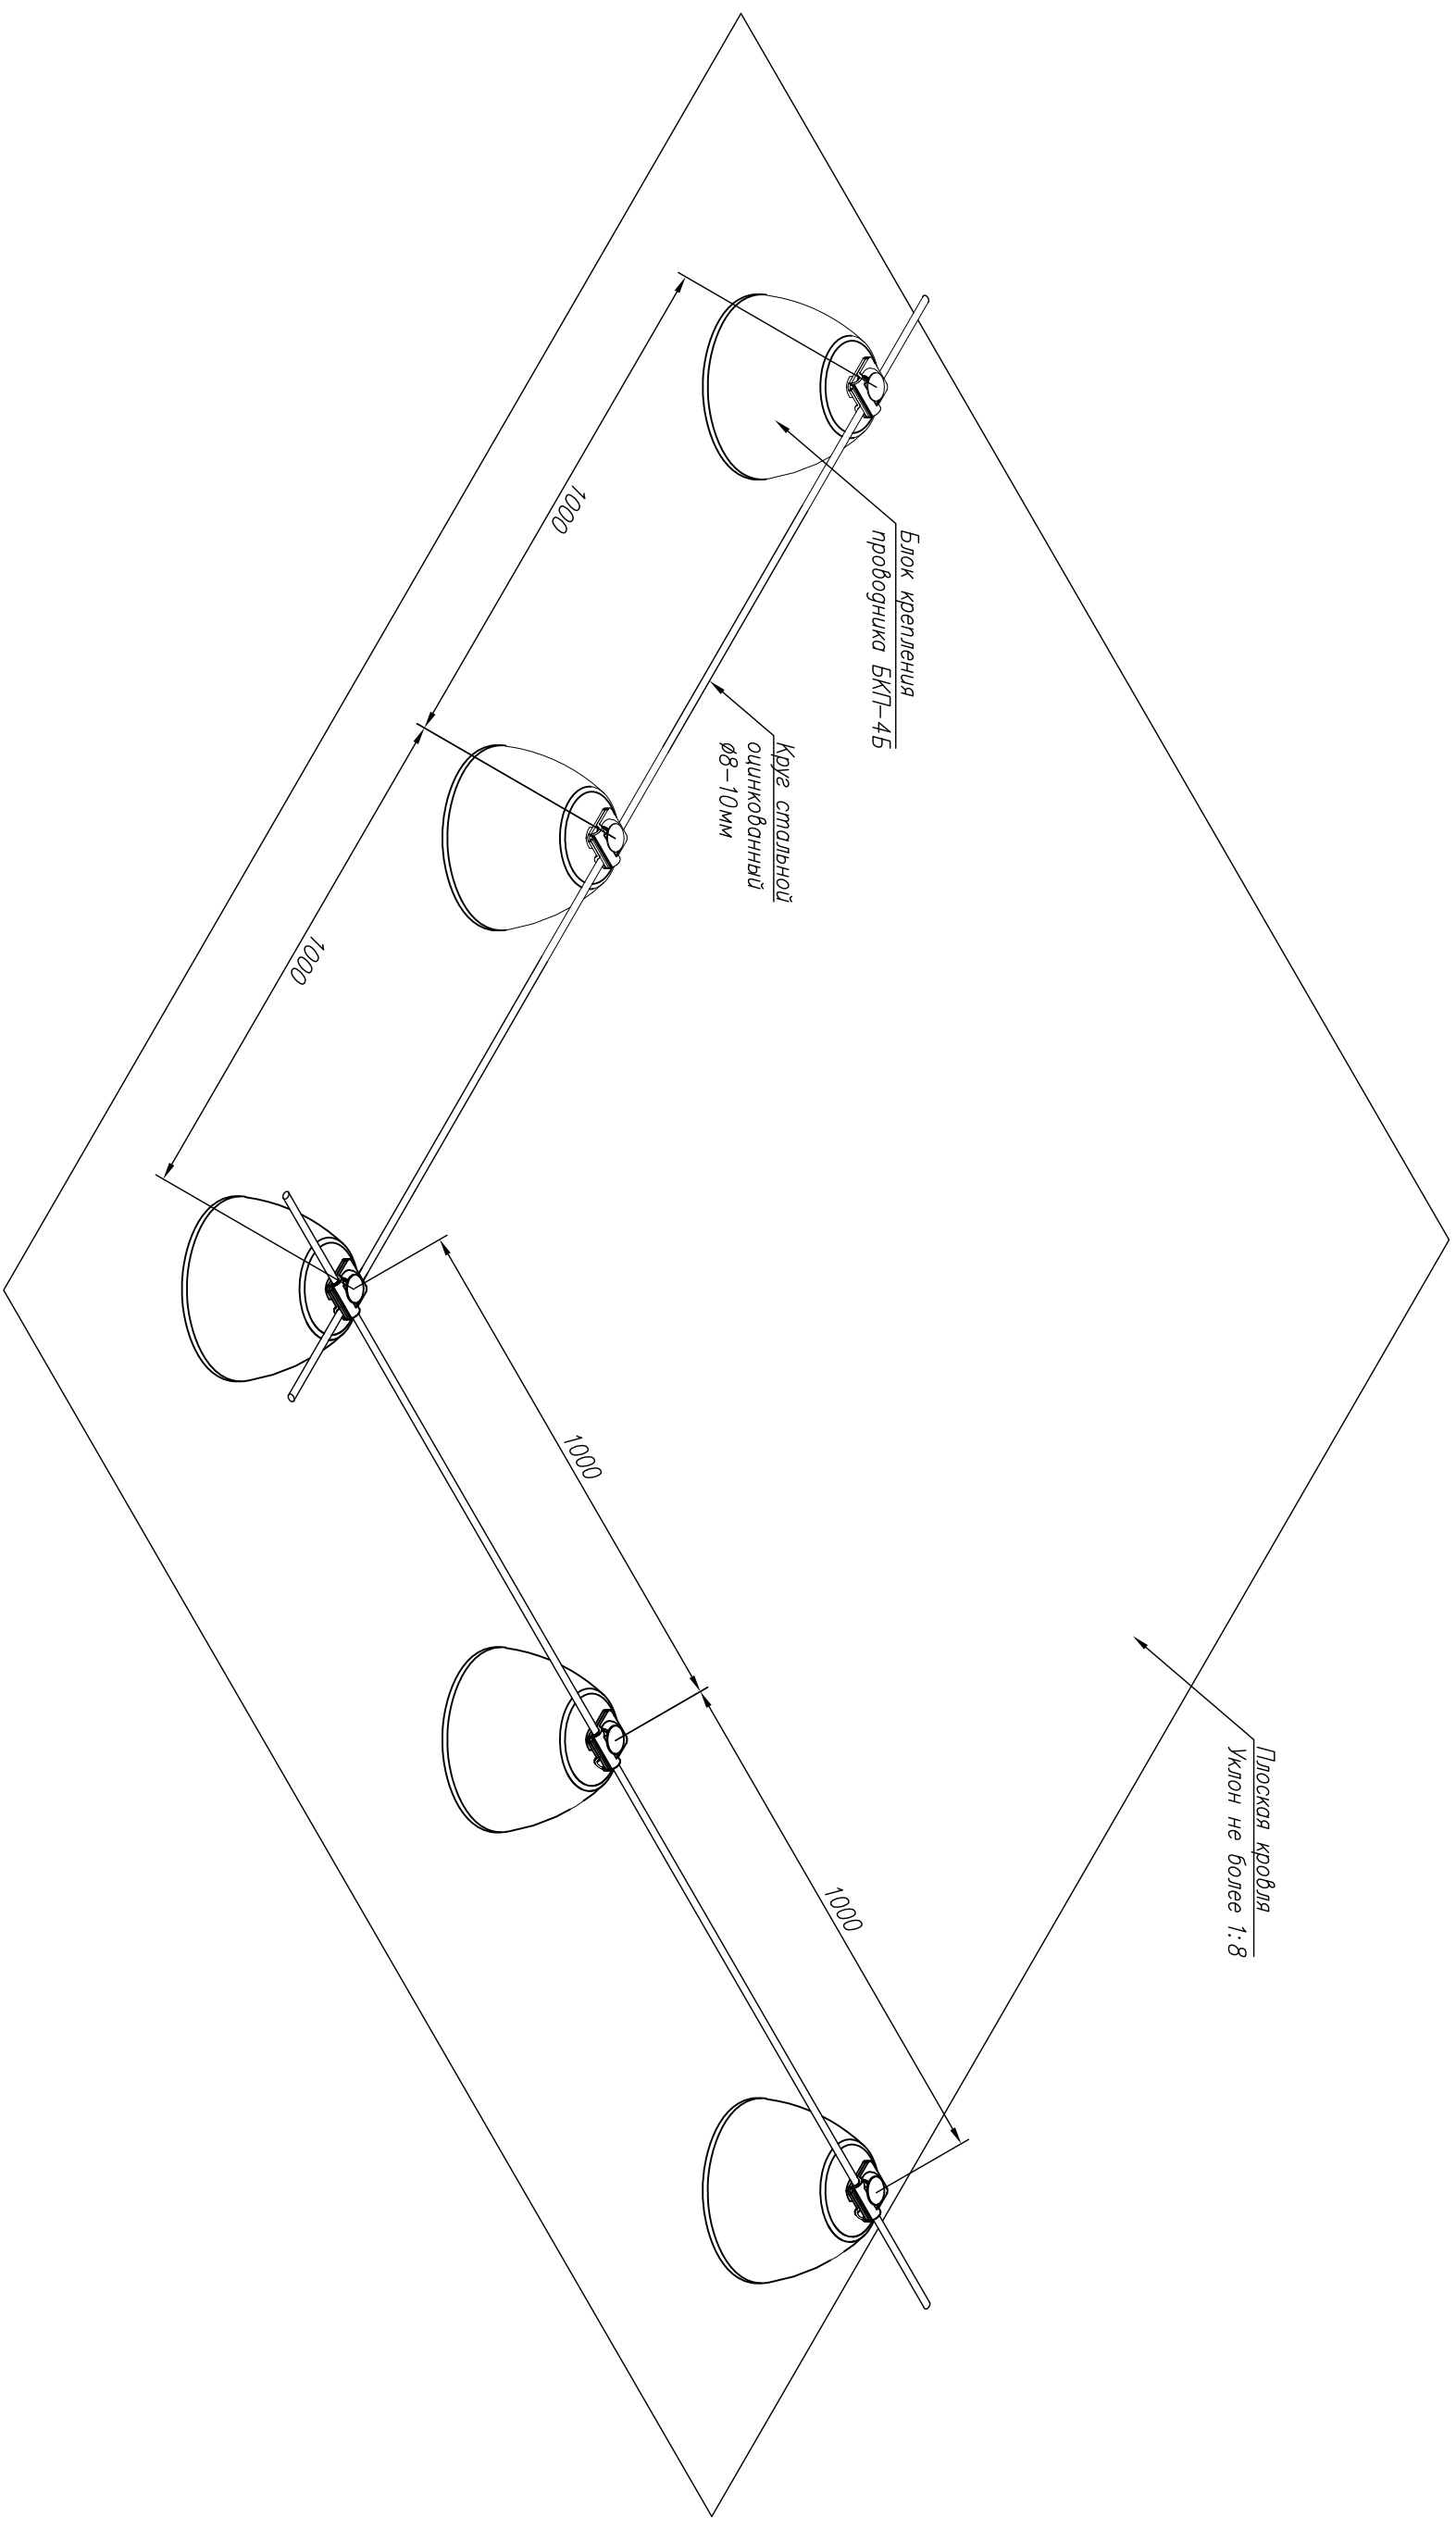 Плоская кровля
Уклон не более 1:8
Блок крепления
проводника БКП-4Б
Круг стальной
оцинкованный
ø8-10мм
1000
1000
1000
1000